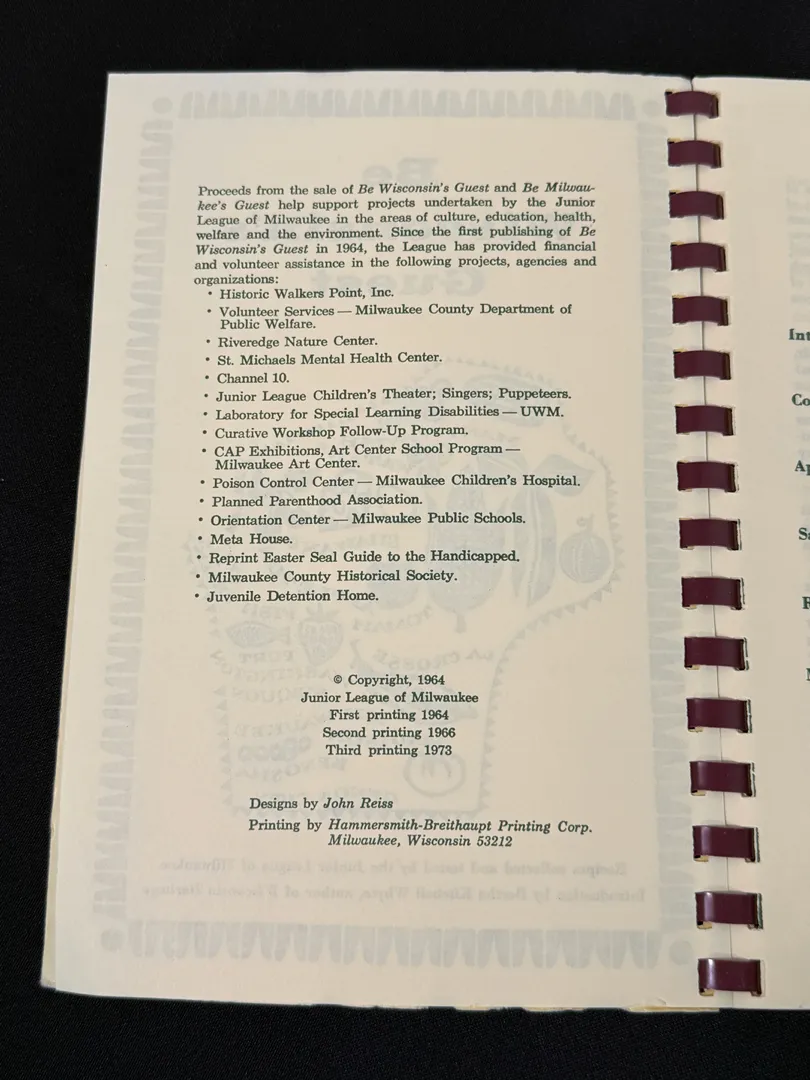 Proceeds from the sale of Be Wisconsin's Guest and Be Milwau-
kee's Guest help support projects undertaken by the Junior
League of Milwaukee in the areas of culture, education, health,
welfare and the environment. Since the first publishing of Be
Wisconsin's Guest in 1964, the League has provided financial
and volunteer assistance in the following projects, agencies and
organizations:
• Historic Walkers Point, Inc.
• Volunteer Services — Milwaukee County Department of
Public Welfare.
• Riveredge Nature Center.
• St. Michaels Mental Health Center.
• Channel 10.
• Junior League Children's Theater; Singers; Puppeteers.
• Laboratory for Special Learning Disabilities — UWM.
• Curative Workshop Follow-Up Program.
• CAP Exhibitions, Art Center School Program —
Milwaukee Art Center.
• Poison Control Center — Milwaukee Children's Hospital.
• Planned Parenthood Association.
• Orientation Center — Milwaukee Public Schools.
• Meta House.
• Reprint Easter Seal Guide to the Handicapped.
• Milwaukee County Historical Society.
• Juvenile Detention Home.
© Copyright, 1964
Junior League of Milwaukee
First printing 1964
Second printing 1966
Third printing 1973
Designs by John Reiss
Printing by Hammersmith-Breithaupt Printing Corp.
Milwaukee, Wisconsin 53212